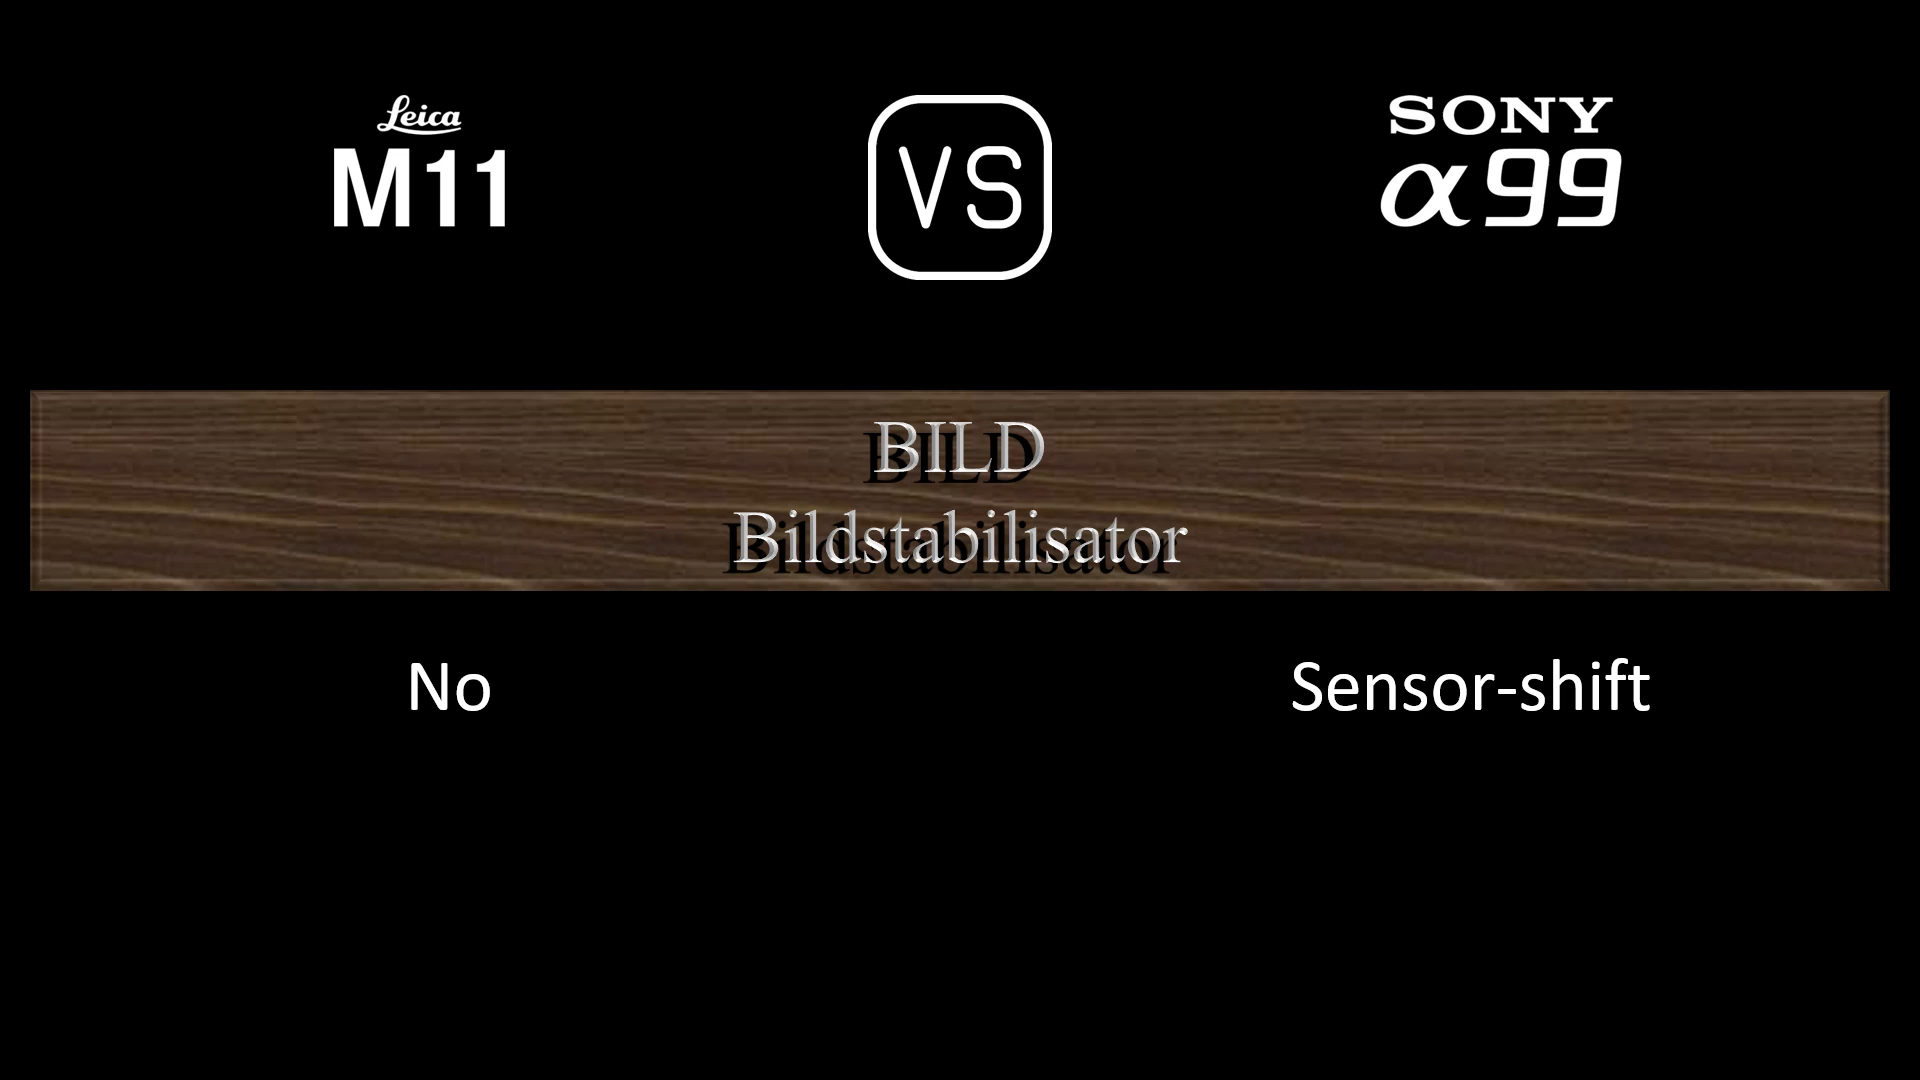 Leica
M11
VS
SONY
α99
BILD
Bildstabilisator
No
Sensor-shift